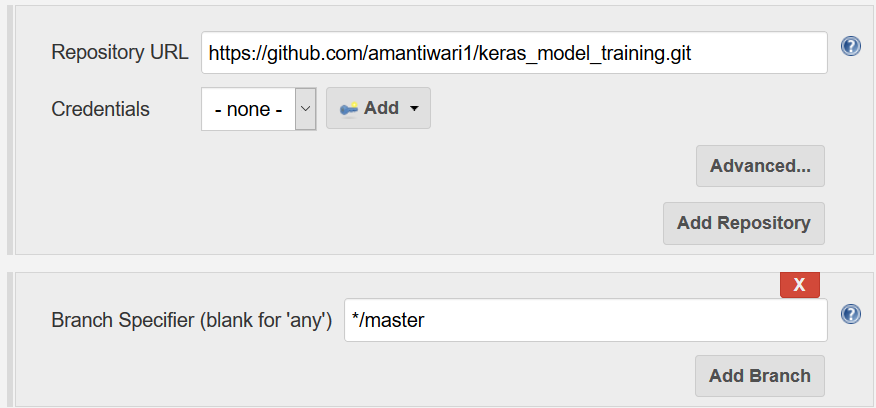 Repository URL https://github.com/amantiwari1/keras_model_training.git ?
Credentials - none - Add
Advanced...
Add Repository
X
Branch Specifier (blank for 'any') */master ?
Add Branch